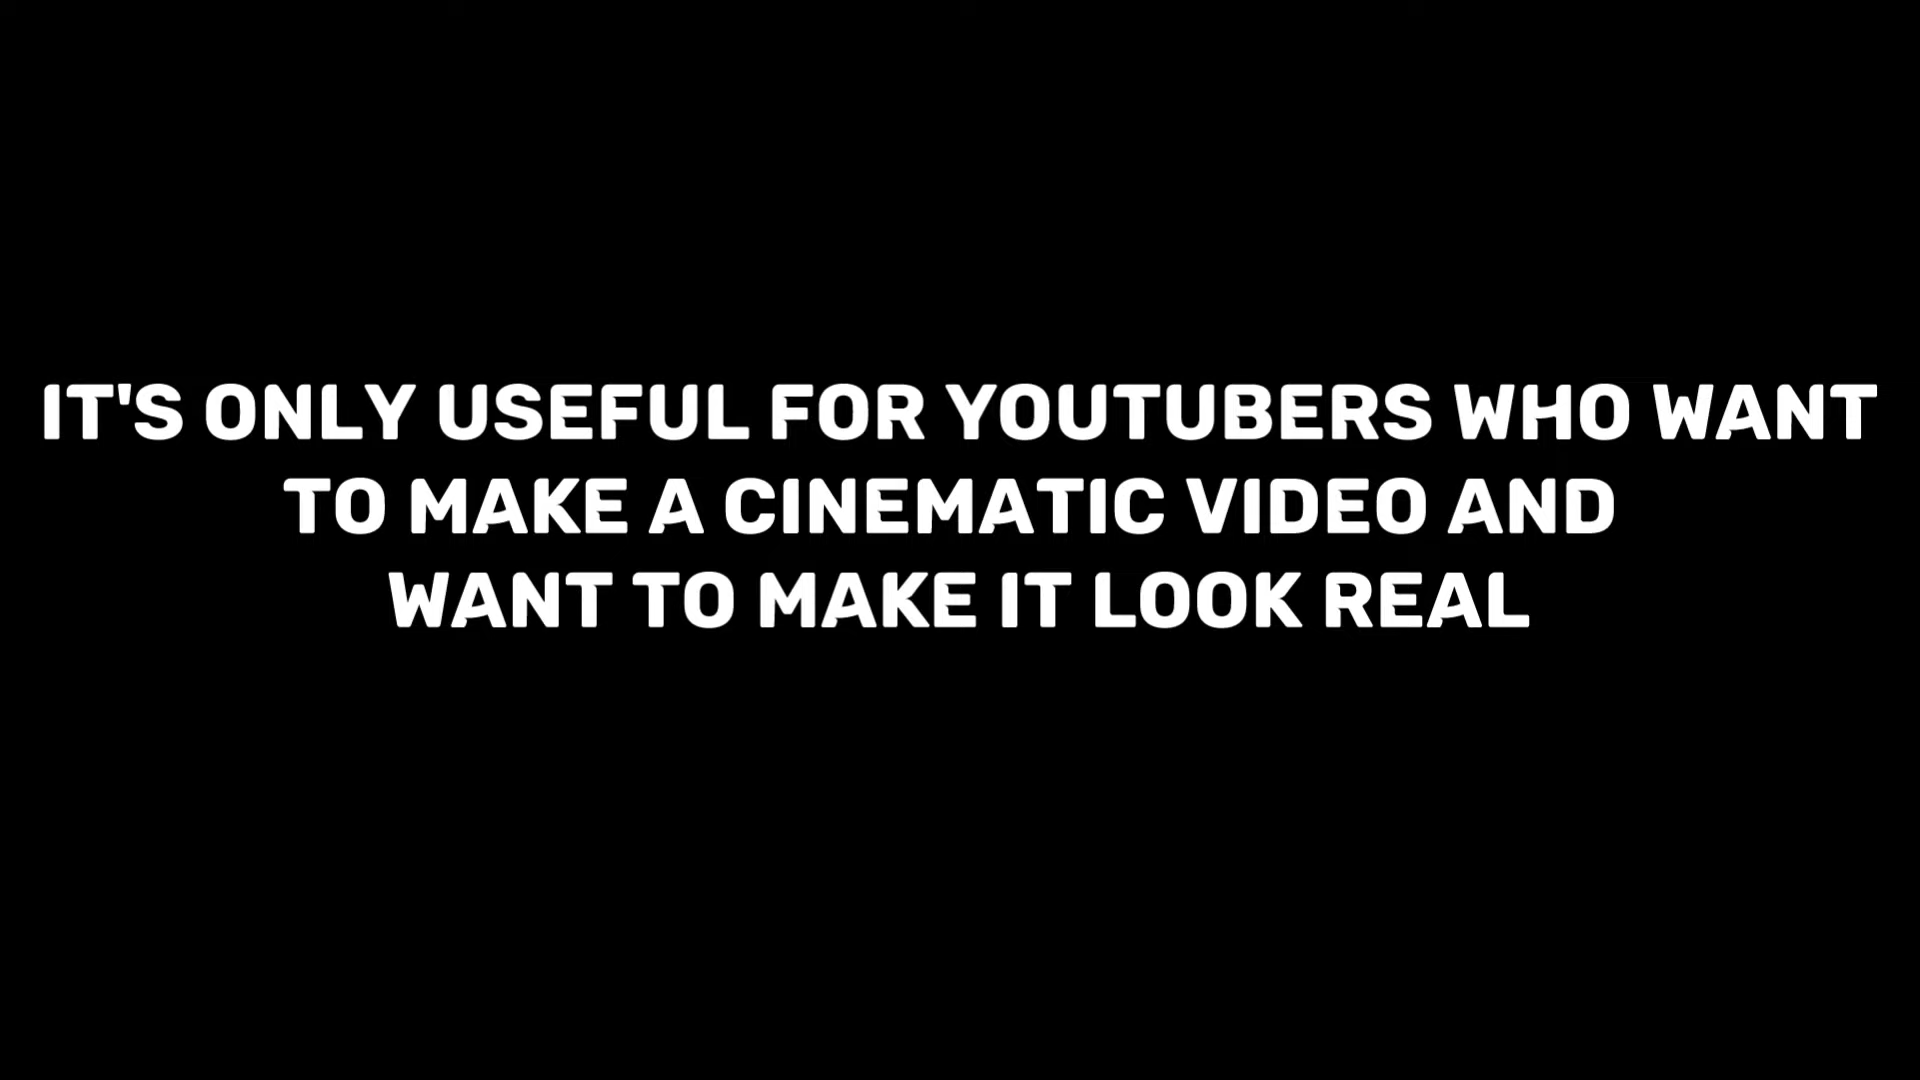 IT'S ONLY USEFUL FOR YOUTUBERS WHO WANT
TO MAKE A CINEMATIC VIDEO AND
WANT TO MAKE IT LOOK REAL